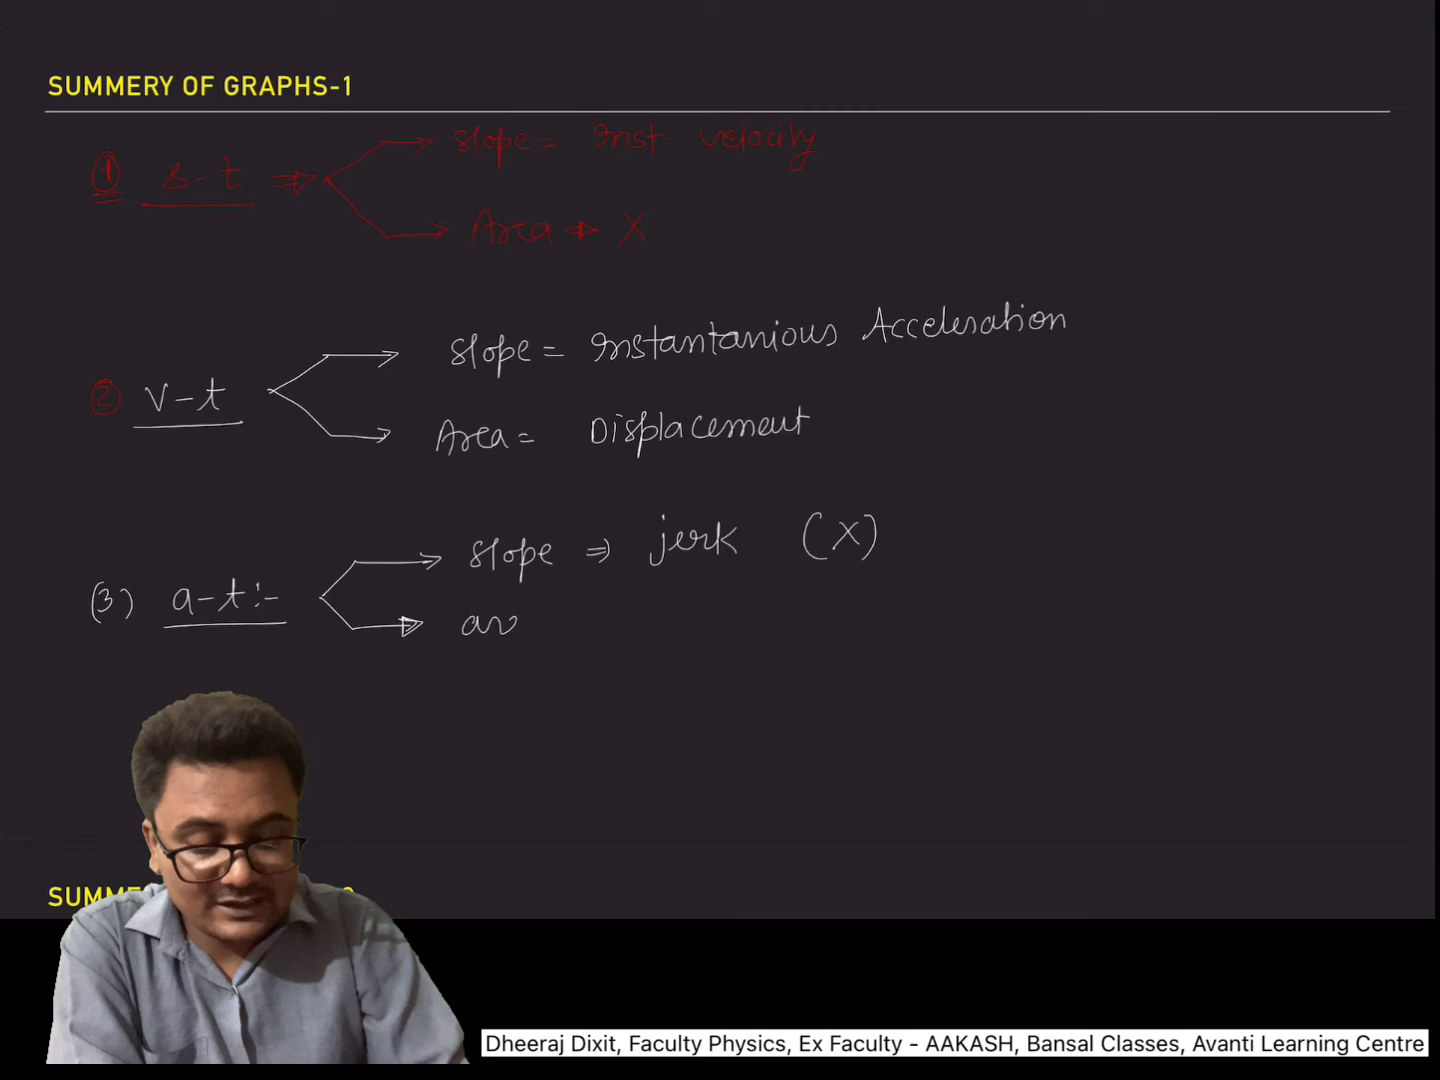 SUMMERY OF GRAPHS-1
① s-t ⇒ → Slope = Inst. velocity
→ Area ⇒ X
② v-t → Slope = Instantanious Acceleration
→ Area = Displacement
(3) a-t :- → Slope ⇒ jerk (X)
→ ar
SUMME
Dheeraj Dixit, Faculty Physics, Ex Faculty - AAKASH, Bansal Classes, Avanti Learning Centre